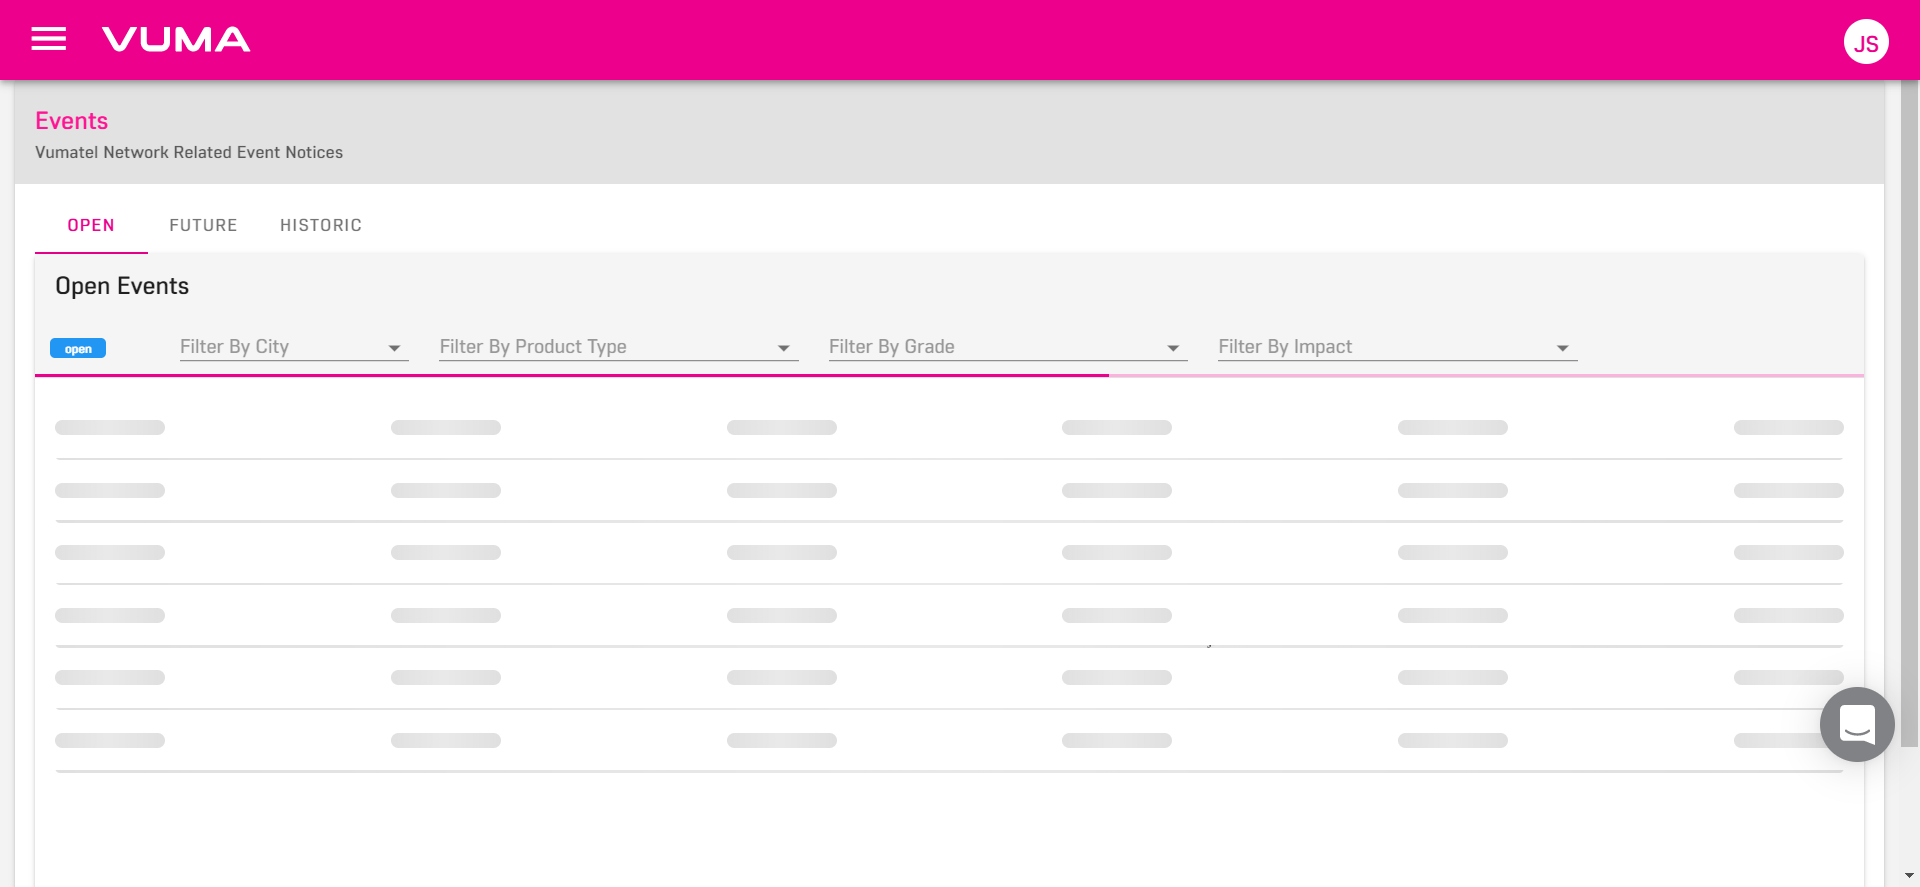 VUMA
JS
Events
Vumatel Network Related Event Notices
OPEN FUTURE HISTORIC
Open Events
open Filter By City Filter By Product Type Filter By Grade Filter By Impact